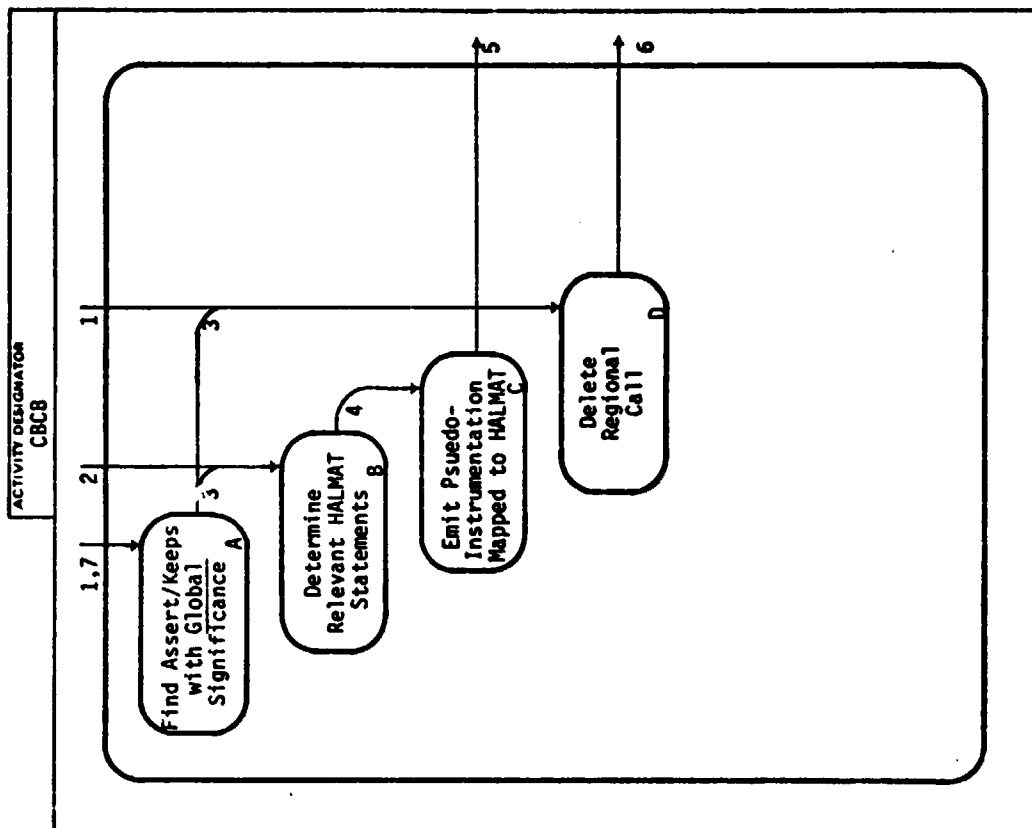 ACTIVITY DESIGNATOR
CBCB
1,7
2
1
Find Assert/Keeps
with Global
Significance
A
3
3
Determine
Relevant HALMAT
Statements
B
4
Emit Psuedo-
Instrumentation
Mapped to HALMAT
C
5
Delete
Regional
Call
D
6